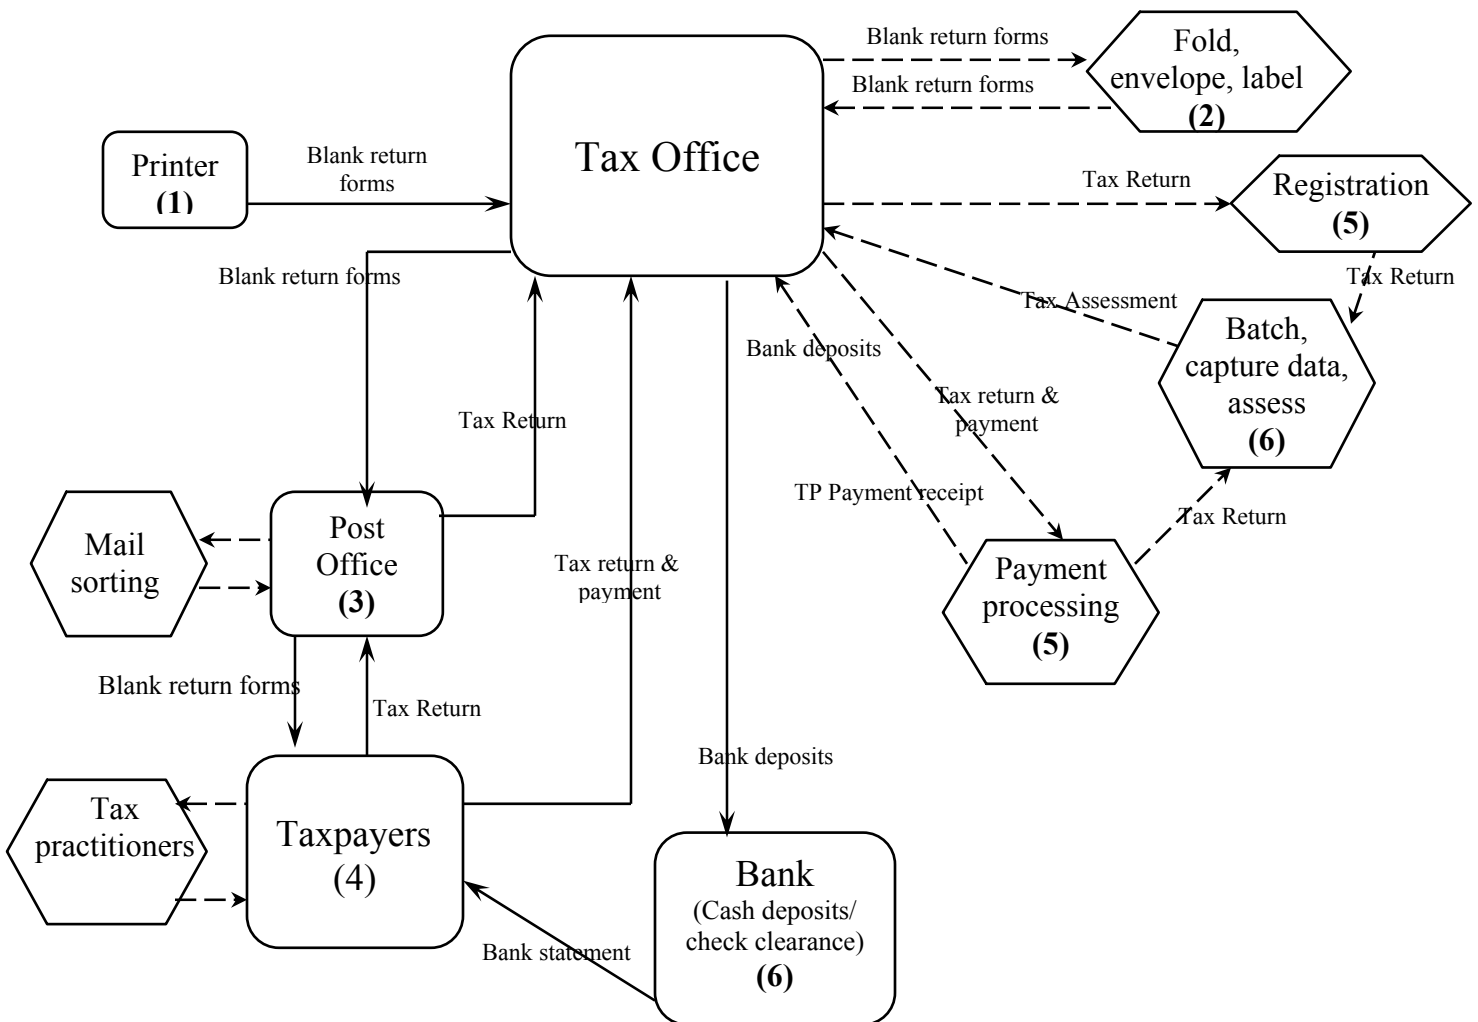 Blank return forms
Fold,
envelope, label
(2)
Blank return forms
Tax Office
Printer
(1)
Blank return
forms
Tax Return
Registration
(5)
Blank return forms
Tax Return
Tax Assessment
Batch,
capture data,
assess
(6)
Bank deposits
Tax return &
payment
Tax Return
TP Payment receipt
Tax Return
Mail
sorting
Post
Office
(3)
Tax return &
payment
Payment
processing
(5)
Blank return forms
Tax Return
Bank deposits
Tax
practitioners
Taxpayers
(4)
Bank
(Cash deposits/
check clearance)
(6)
Bank statement